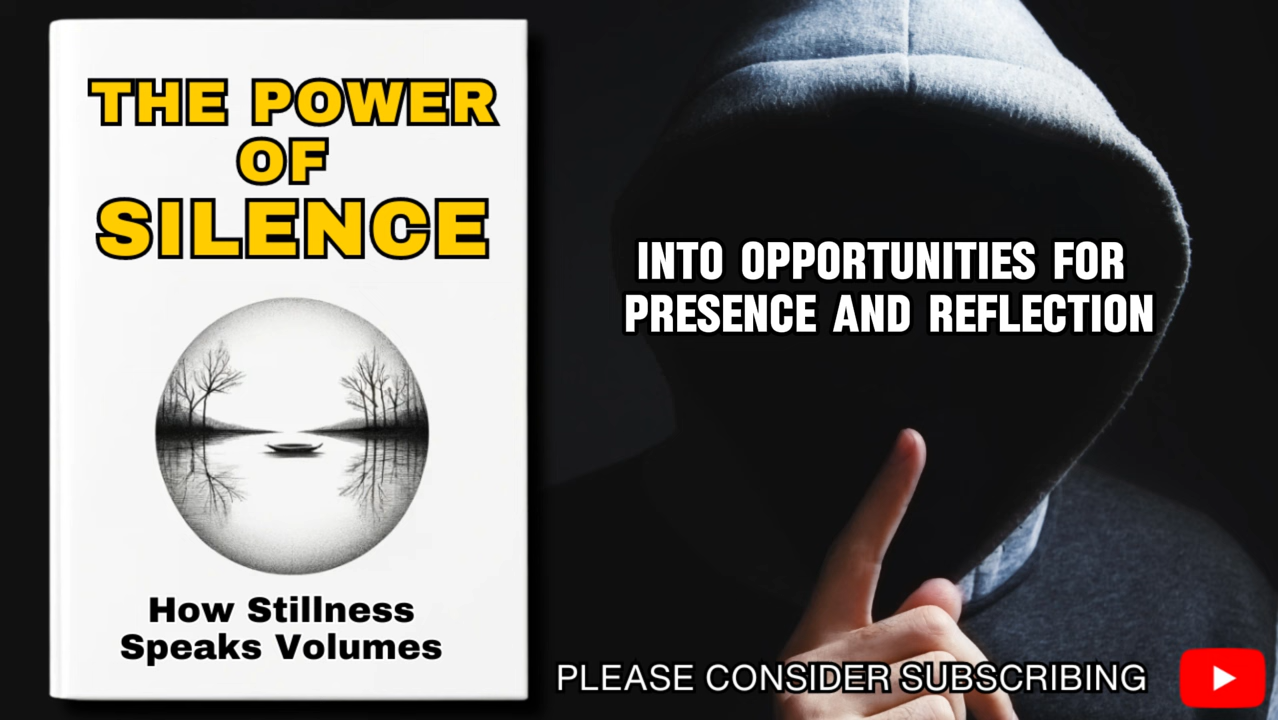 THE POWER
OF
SILENCE
How Stillness
Speaks Volumes
INTO OPPORTUNITIES FOR
PRESENCE AND REFLECTION
PLEASE CONSIDER SUBSCRIBING